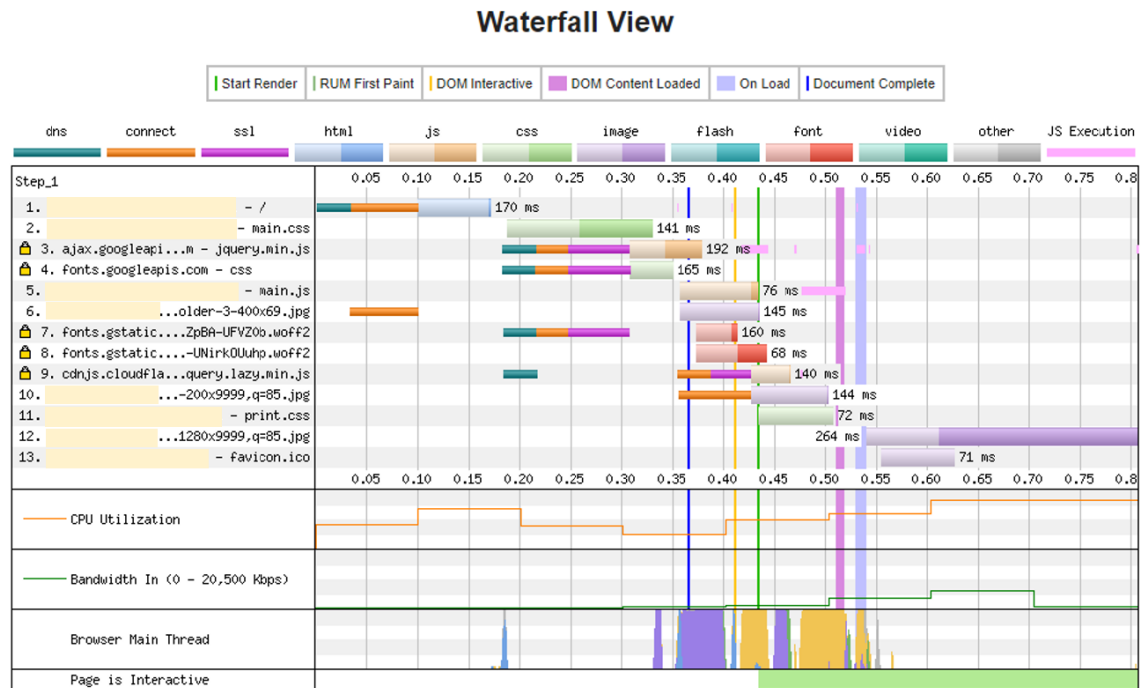 Waterfall View
Start Render RUM First Paint DOM Interactive DOM Content Loaded On Load Document Complete
dns connect ssl html js css image flash font video other JS Execution
Step_1 0.05 0.10 0.15 0.20 0.25 0.30 0.35 0.40 0.45 0.50 0.55 0.60 0.65 0.70 0.75 0.8
1. - / 170 ms
2. - main.css 141 ms
3. ajax.googleapi...m - jquery.min.js 192 ms
4. fonts.googleapis.com - css 165 ms
5. - main.js 76 ms
6. ...older-3-400x69.jpg 145 ms
7. fonts.gstatic....ZpBA-UFVZ0b.woff2 160 ms
8. fonts.gstatic....-UNirkOUuhp.woff2 68 ms
9. cdnjs.cloudfla...query.lazy.min.js 140 ms
10. ...-200x9999,q=85.jpg 144 ms
11. - print.css 72 ms
12. ...1280x9999,q=85.jpg 264 ms
13. - favicon.ico 71 ms
0.05 0.10 0.15 0.20 0.25 0.30 0.35 0.40 0.45 0.50 0.55 0.60 0.65 0.70 0.75 0.8
CPU Utilization
Bandwidth In (0 - 20,500 Kbps)
Browser Main Thread
Page is Interactive